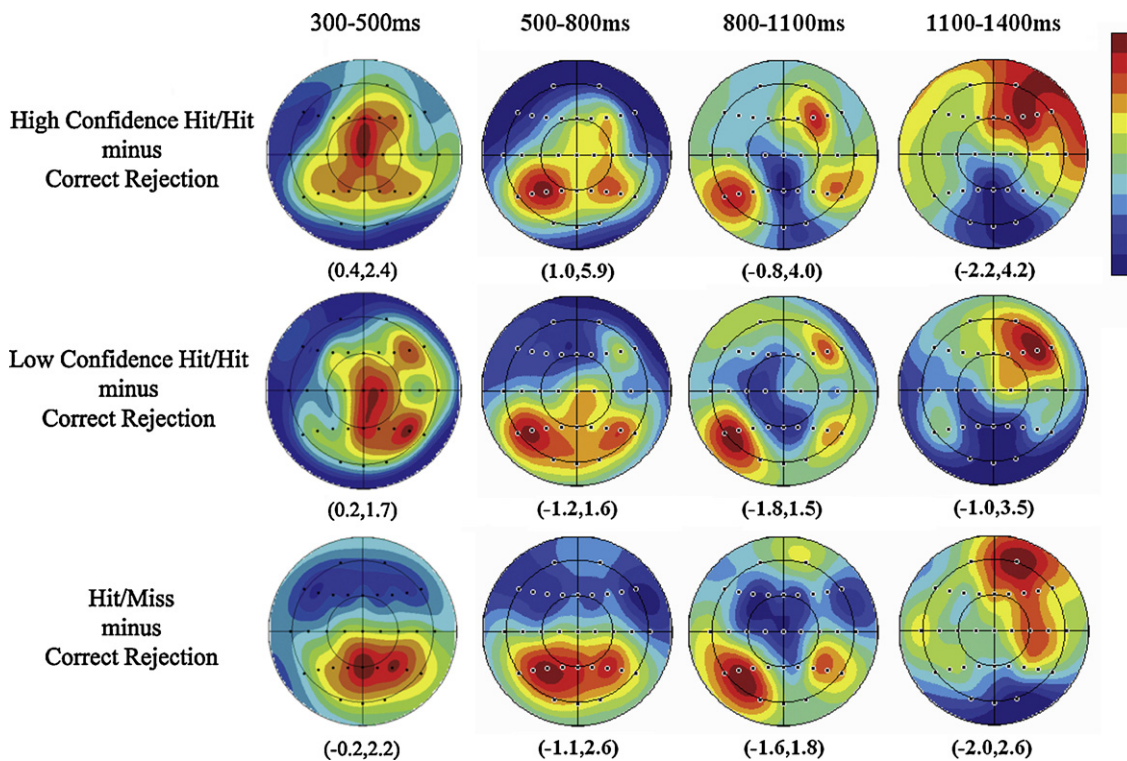 300-500ms 500-800ms 800-1100ms 1100-1400ms
High Confidence Hit/Hit
minus
Correct Rejection
(0.4,2.4) (1.0,5.9) (-0.8,4.0) (-2.2,4.2)
Low Confidence Hit/Hit
minus
Correct Rejection
(0.2,1.7) (-1.2,1.6) (-1.8,1.5) (-1.0,3.5)
Hit/Miss
minus
Correct Rejection
(-0.2,2.2) (-1.1,2.6) (-1.6,1.8) (-2.0,2.6)